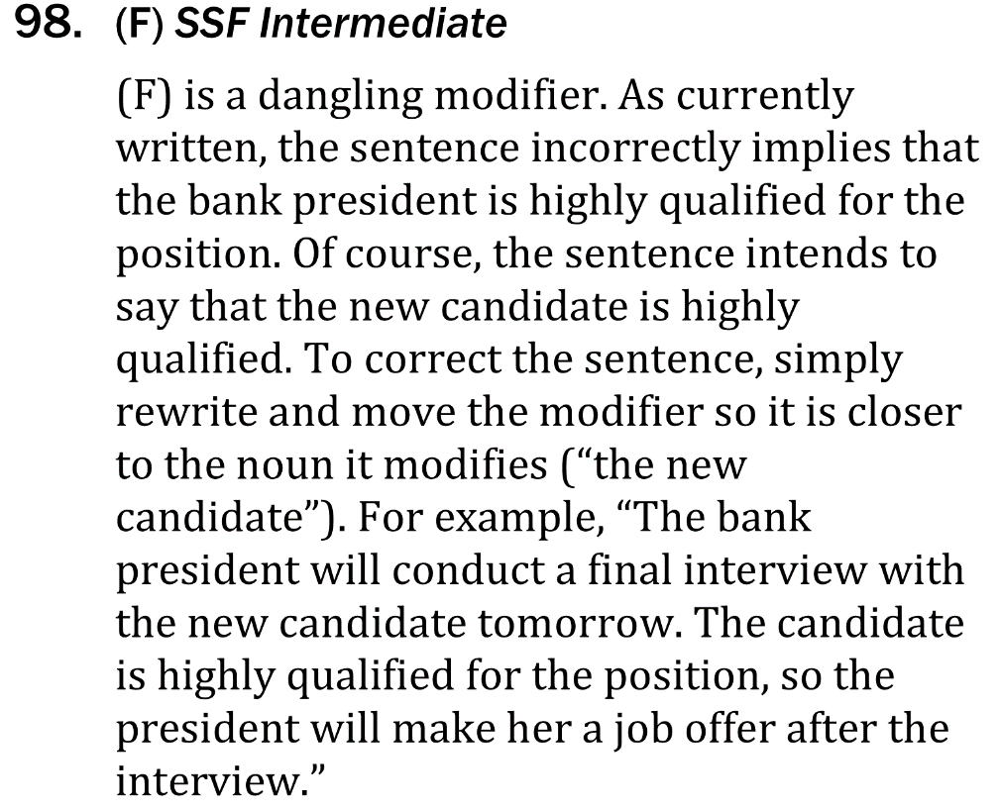 98. (F) SSF Intermediate
(F) is a dangling modifier. As currently
written, the sentence incorrectly implies that
the bank president is highly qualified for the
position. Of course, the sentence intends to
say that the new candidate is highly
qualified. To correct the sentence, simply
rewrite and move the modifier so it is closer
to the noun it modifies (“the new
candidate”). For example, “The bank
president will conduct a final interview with
the new candidate tomorrow. The candidate
is highly qualified for the position, so the
president will make her a job offer after the
interview.”